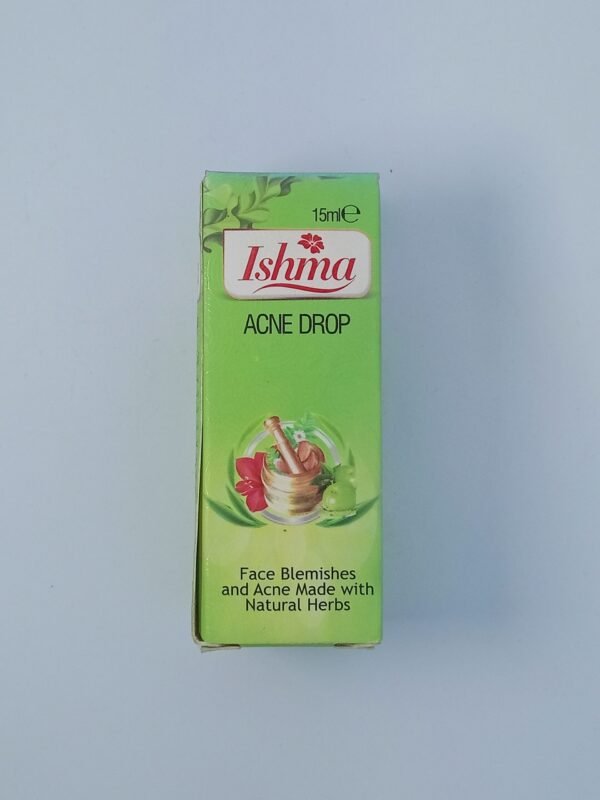 15ml℮
Ishma
ACNE DROP
Face Blemishes
and Acne Made with
Natural Herbs